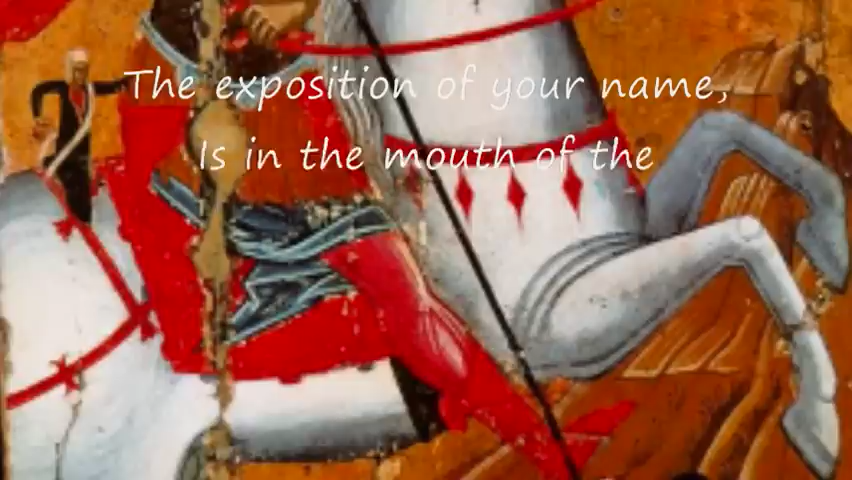 The exposition of your name,
Is in the mouth of the